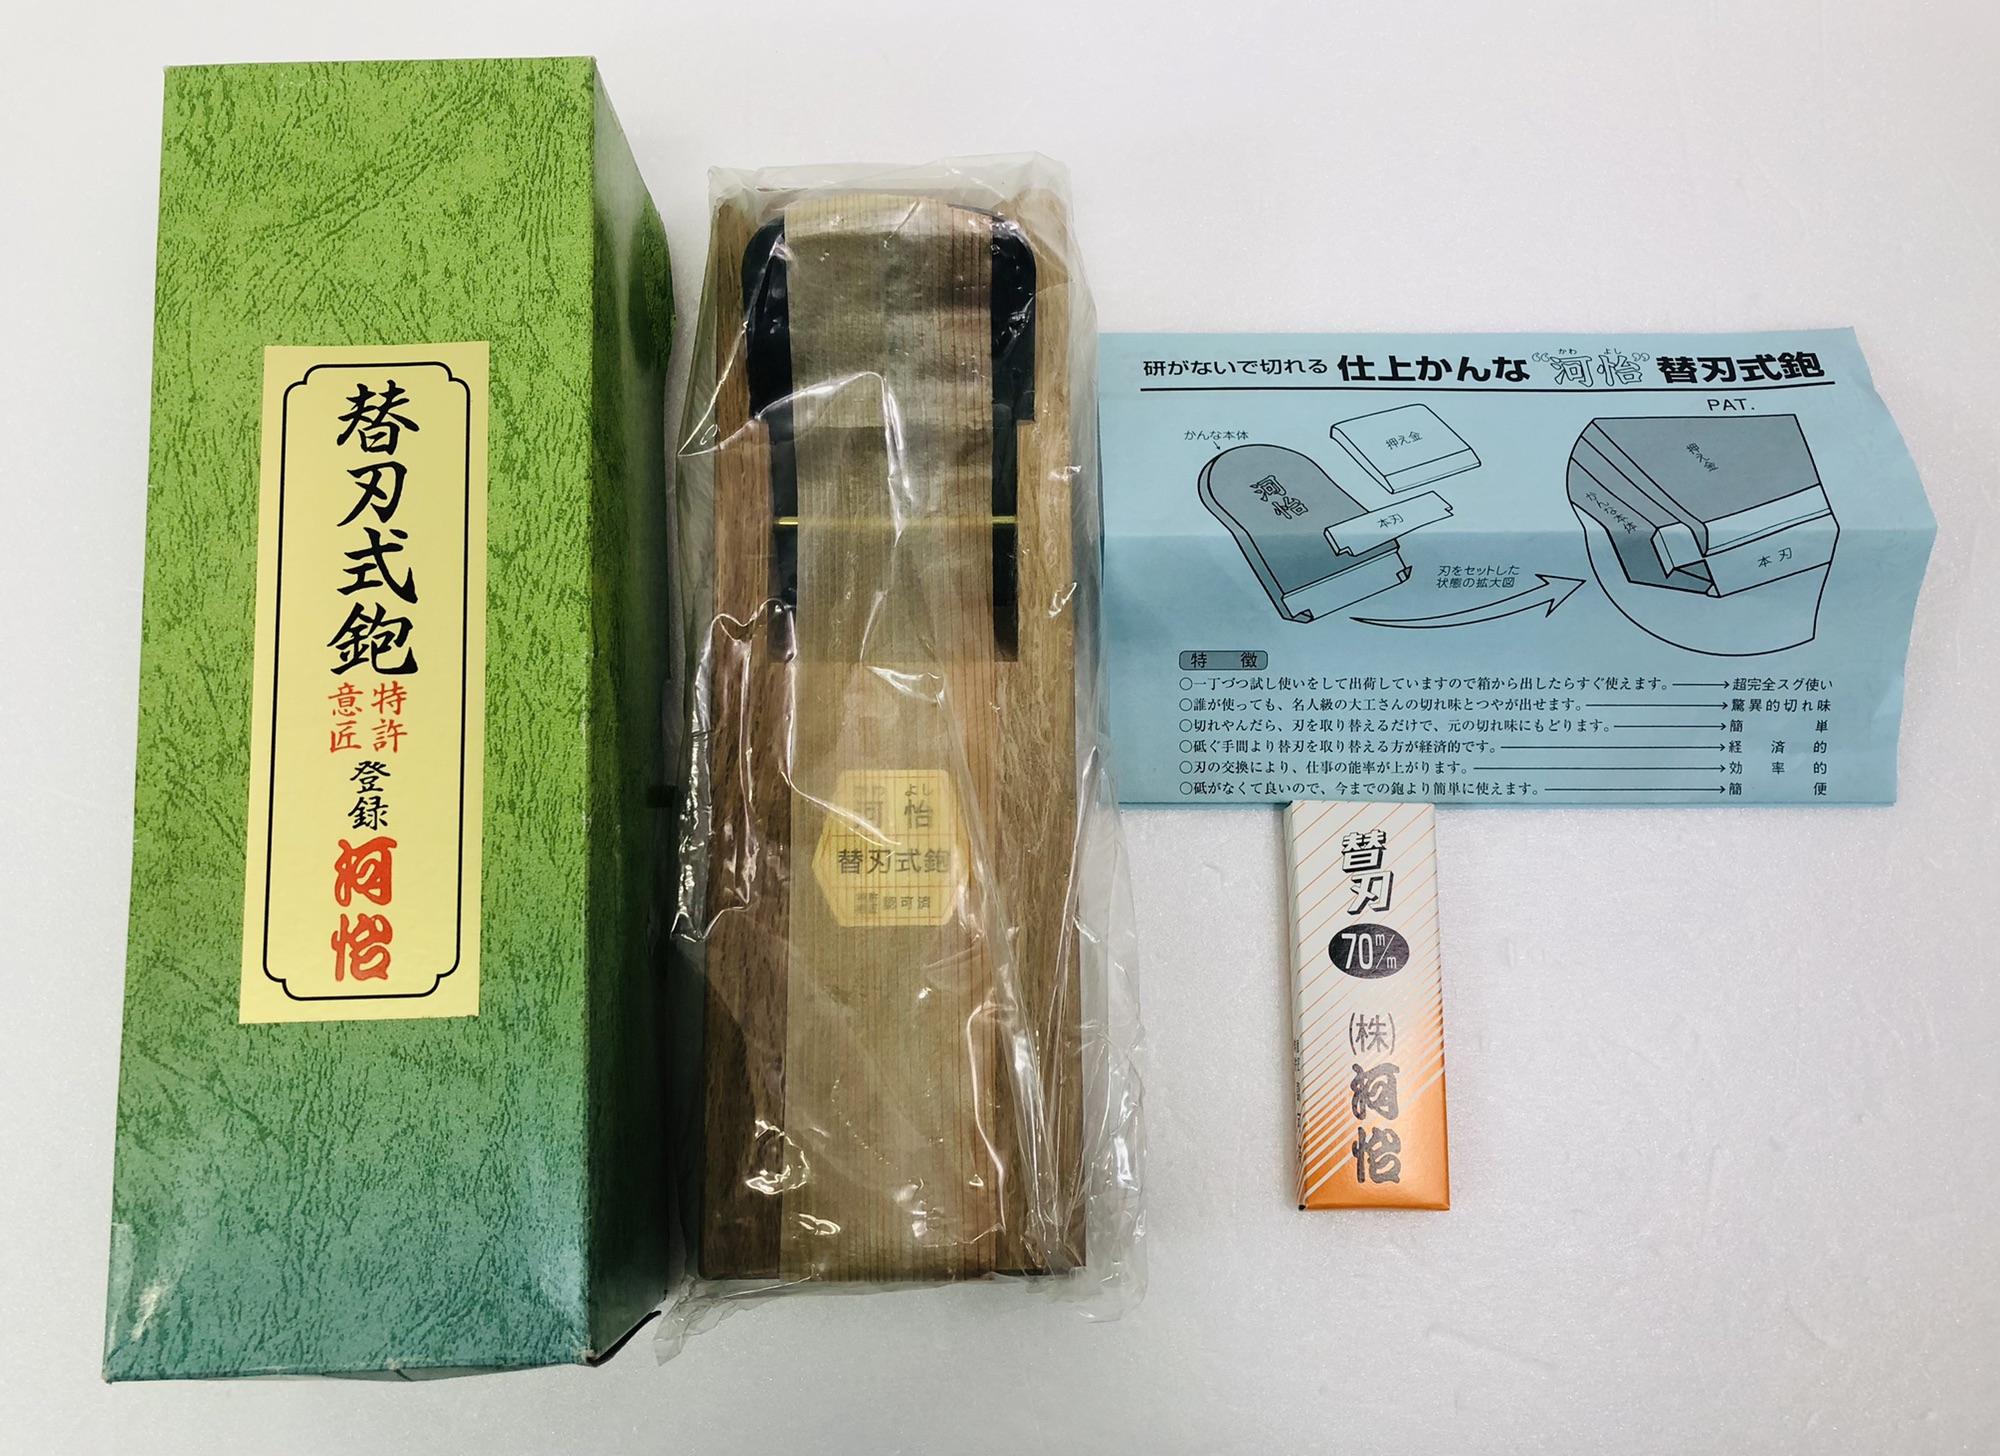 替刃式鉋
特許
意匠
登録
河怡
かわ よし
河怡
替刃式鉋
認可済
研がないで切れる 仕上かんな“河怡”替刃式鉋
かわ よし
PAT.
かんな本体
押え金
河怡
本刃
刃をセットした
状態の拡大図
押え金
かんな本体
本刃
特徴
○一丁づつ試し使いをして出荷していますので箱から出したらすぐ使えます。→超完全スグ使い
○誰が使っても、名人級の大工さんの切れ味とつやが出せます。→驚異的切れ味
○切れやんだら、刃を取り替えるだけで、元の切れ味にもどります。→簡単
○砥ぐ手間より替刃を取り替える方が経済的です。→経済的
○刃の交換により、仕事の能率が上がります。→効率的
○砥がなくて良いので、今までの鉋より簡単に使えます。→簡便
替刃
70m/m
(株)河怡